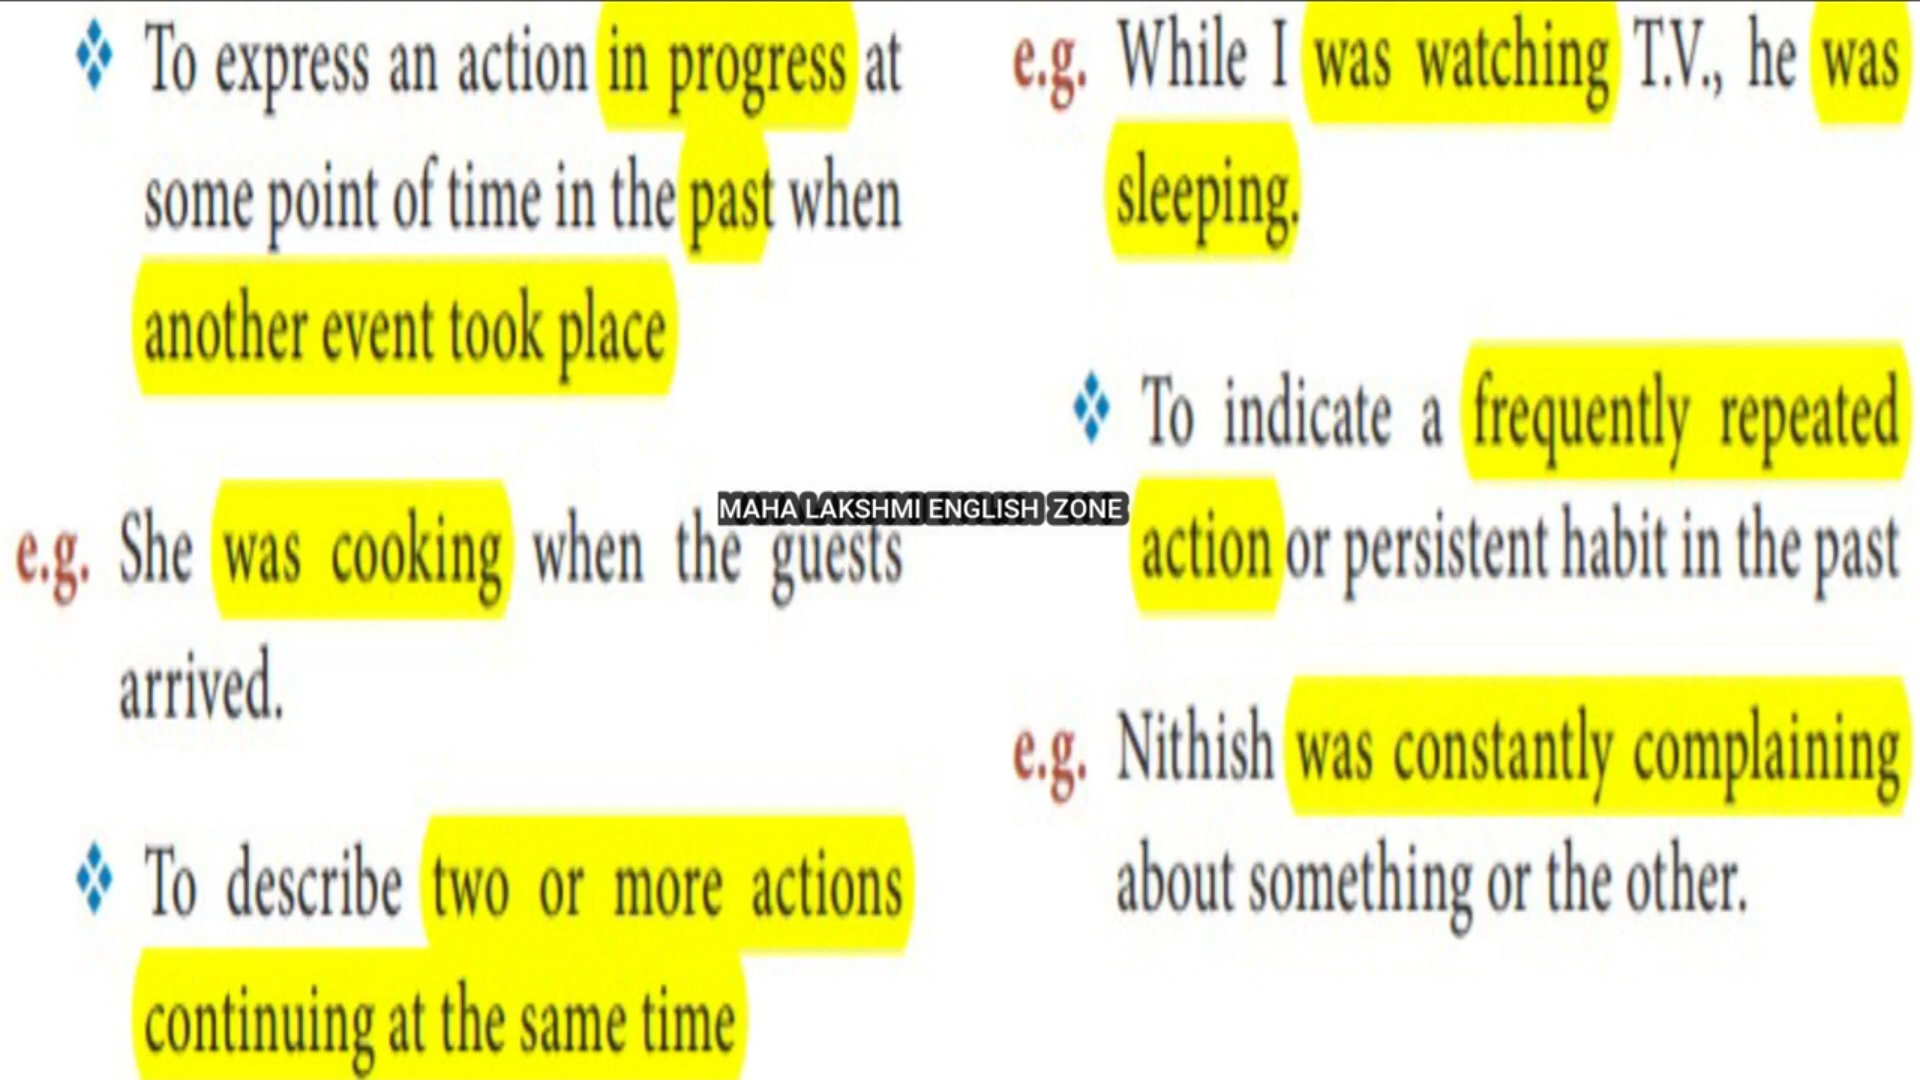 To express an action in progress at
some point of time in the past when
another event took place
e.g. She was cooking when the guests
arrived.
To describe two or more actions
continuing at the same time
e.g. While I was watching T.V., he was
sleeping.
To indicate a frequently repeated
action or persistent habit in the past
e.g. Nithish was constantly complaining
about something or the other.
MAHA LAKSHMI ENGLISH ZONE